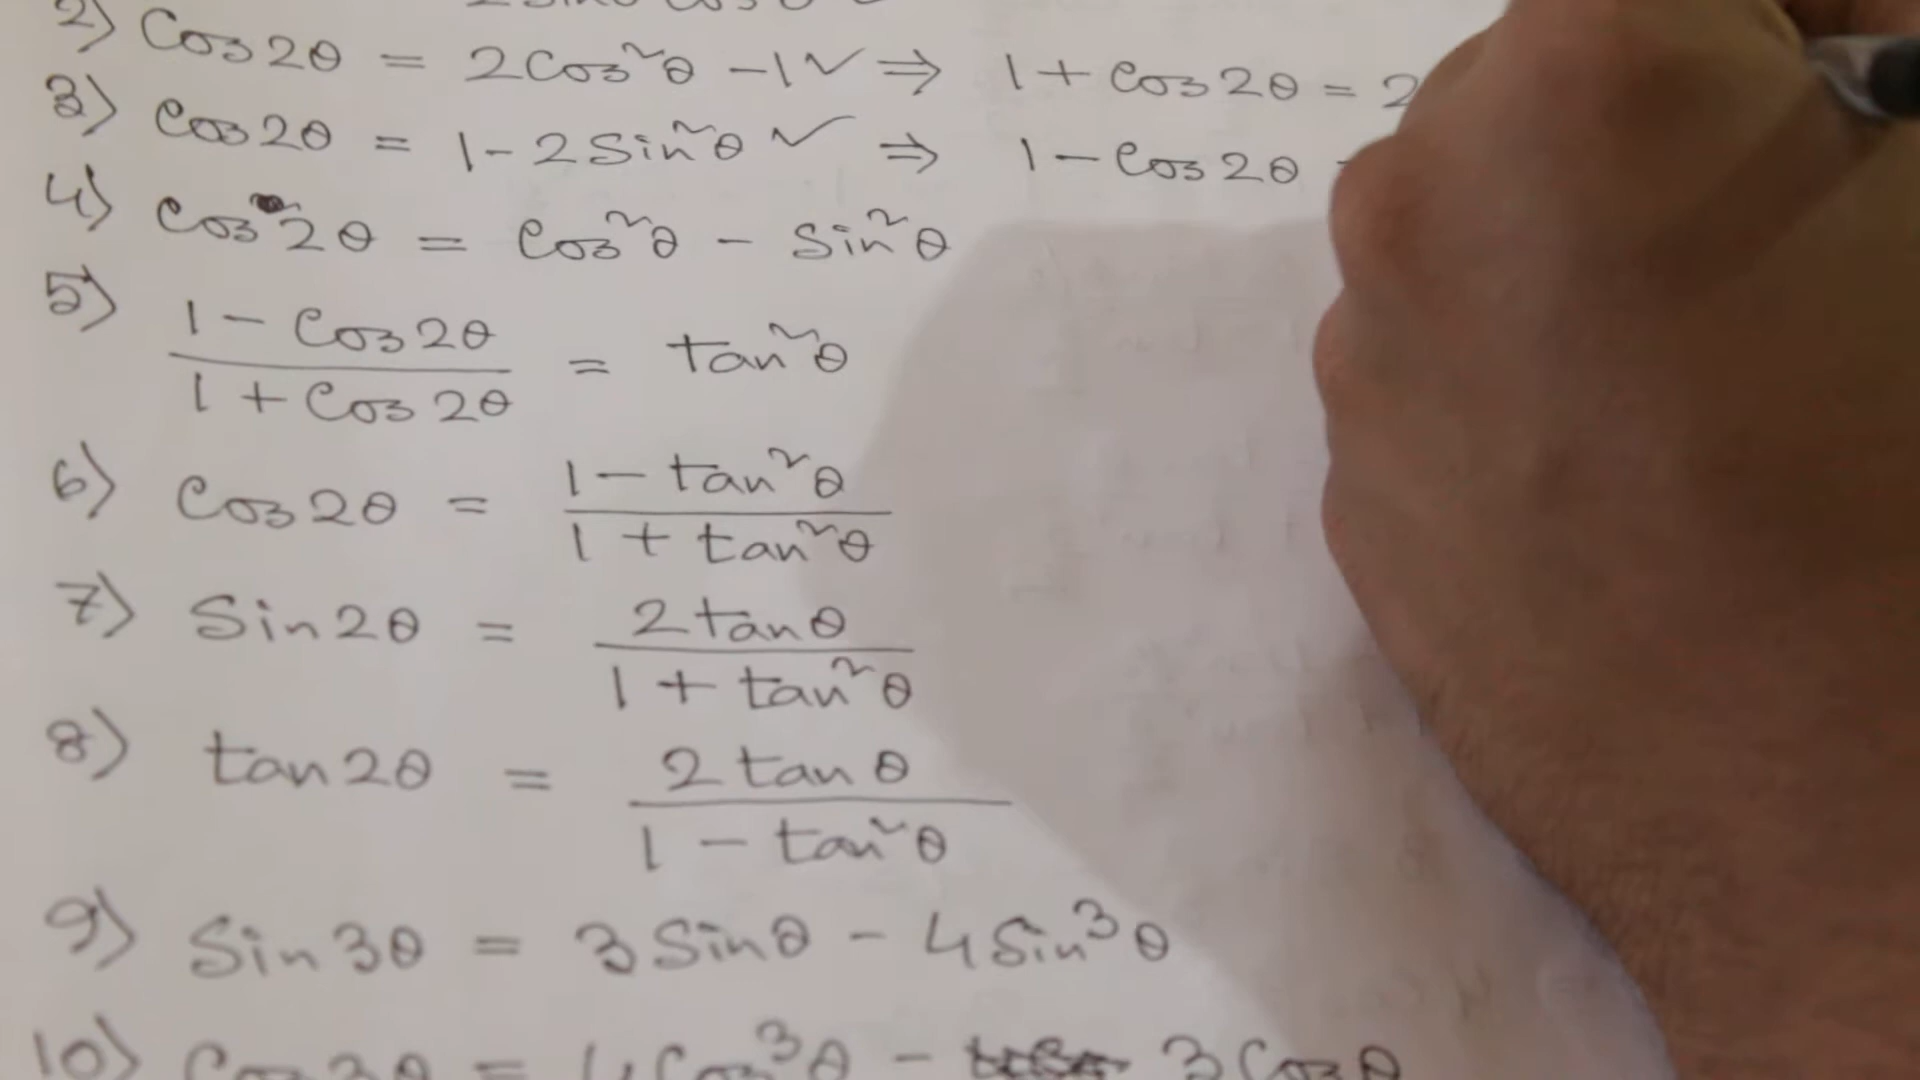 2) Cos2θ = 2Cos²θ - 1 ✓ ⇒ 1 + Cos2θ = 2
3) Cos2θ = 1 - 2Sin²θ ✓ ⇒ 1 - Cos2θ
4) Cos2θ = Cos²θ - Sin²θ
5) (1 - Cos2θ)/(1 + Cos2θ) = tan²θ
6) Cos2θ = (1 - tan²θ)/(1 + tan²θ)
7) Sin2θ = (2tanθ)/(1 + tan²θ)
8) tan2θ = (2tanθ)/(1 - tan²θ)
9) Sin3θ = 3Sinθ - 4Sin³θ
10) Cos3θ = 4Cos³θ - 3Cosθ